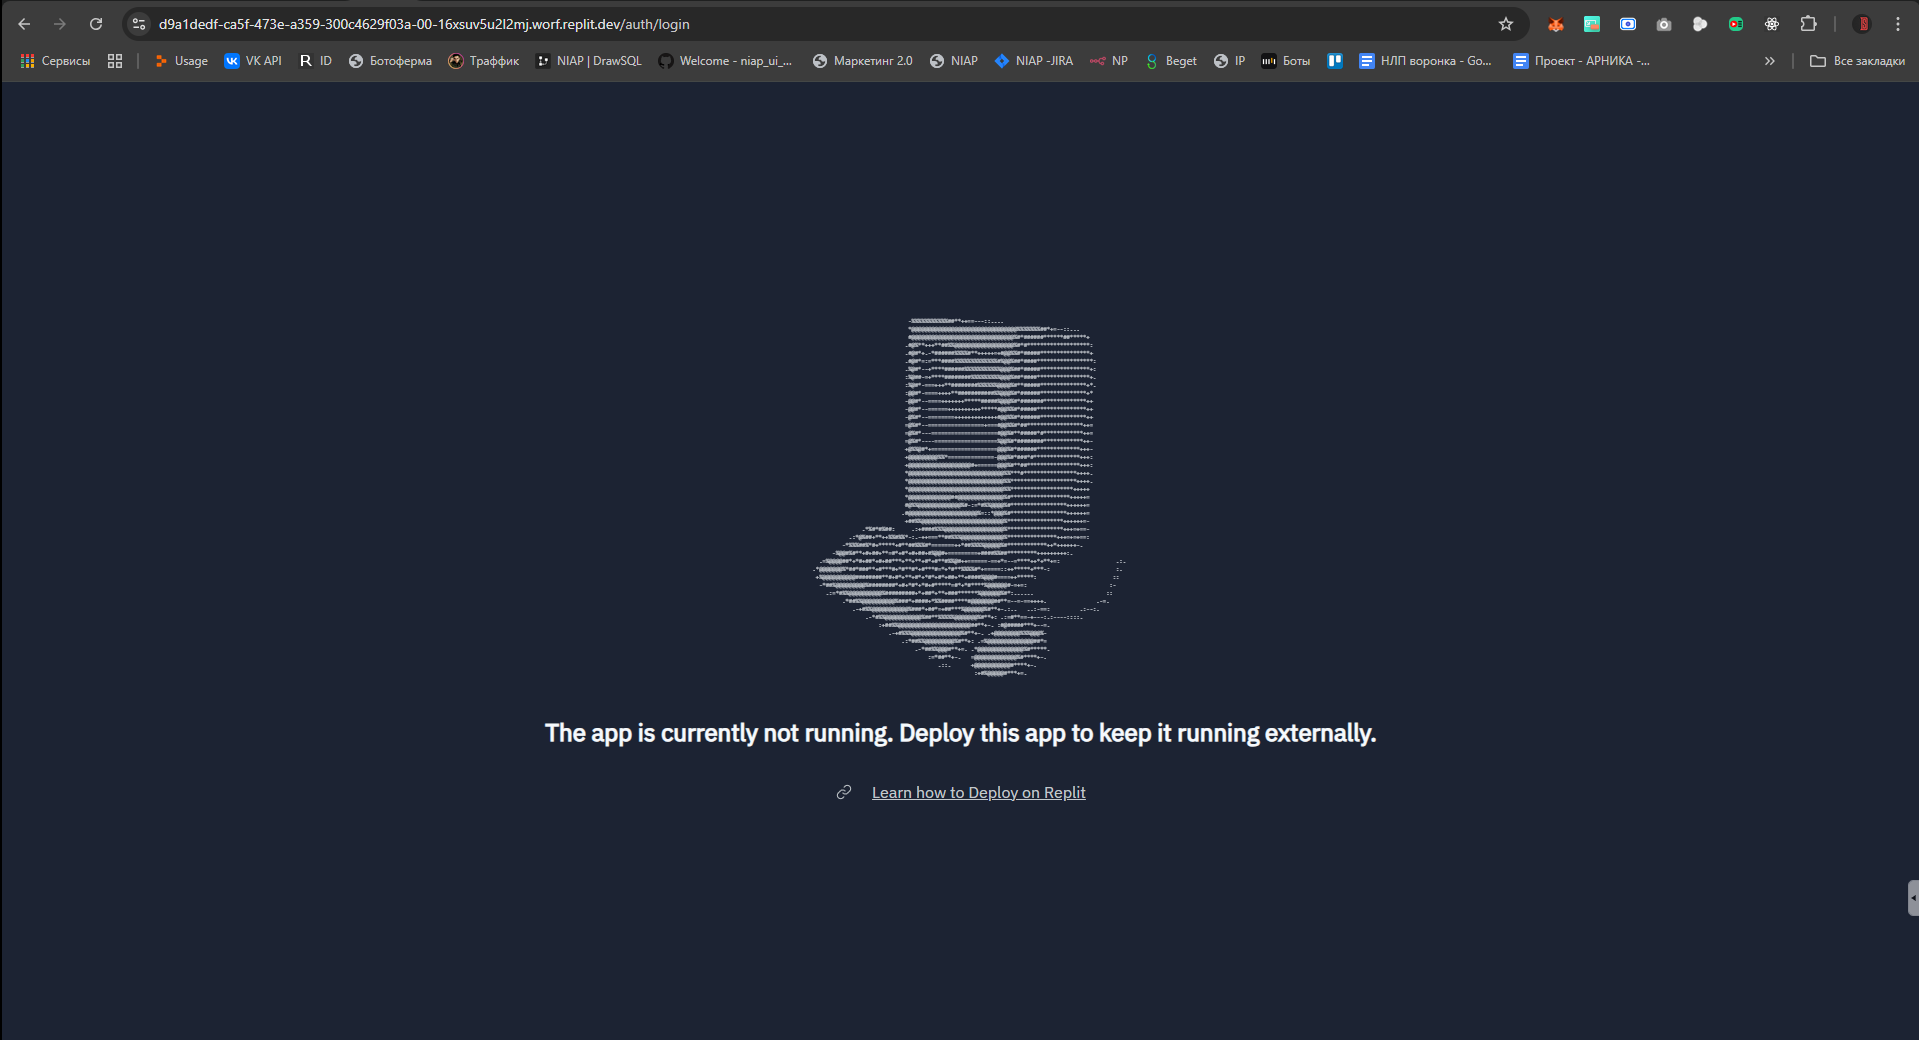 d9a1dedf-ca5f-473e-a359-300c4629f03a-00-16xsuv5u2l2mj.worf.replit.dev/auth/login
Сервисы Usage VK API R ID Ботоферма Траффик NIAP | DrawSQL Welcome - niap_ui_... Маркетинг 2.0 NIAP NIAP -JIRA NP Beget IP Боты НЛП воронка - Go... Проект - АРНИКА -... » Все закладки
The app is currently not running. Deploy this app to keep it running externally.
Learn how to Deploy on Replit